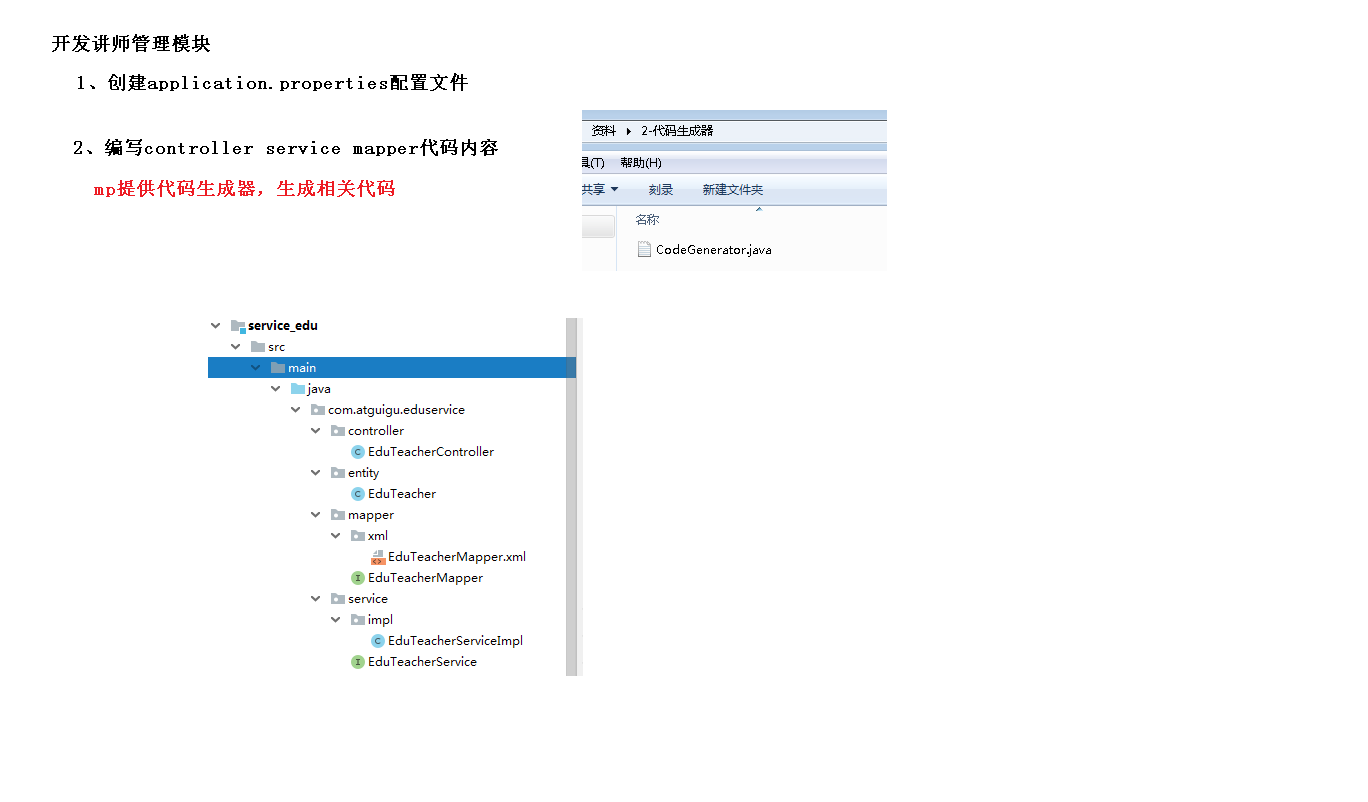 开发讲师管理模块
1、创建application.properties配置文件
2、编写controller service mapper代码内容
mp提供代码生成器，生成相关代码
资料 2-代码生成器
具(T) 帮助(H)
共享 刻录 新建文件夹
名称
CodeGenerator.java
service_edu
src
main
java
com.atguigu.eduservice
controller
EduTeacherController
entity
EduTeacher
mapper
xml
EduTeacherMapper.xml
EduTeacherMapper
service
impl
EduTeacherServiceImpl
EduTeacherService